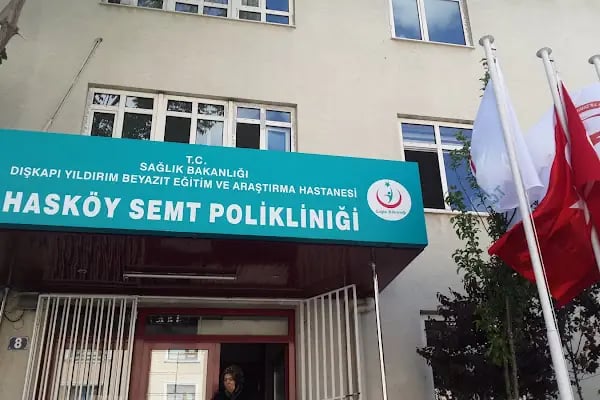 T.C.
SAĞLIK BAKANLIĞI
DIŞKAPI YILDIRIM BEYAZIT EĞİTİM VE ARAŞTIRMA HASTANESİ
HASKÖY SEMT POLİKLİNİĞİ
8